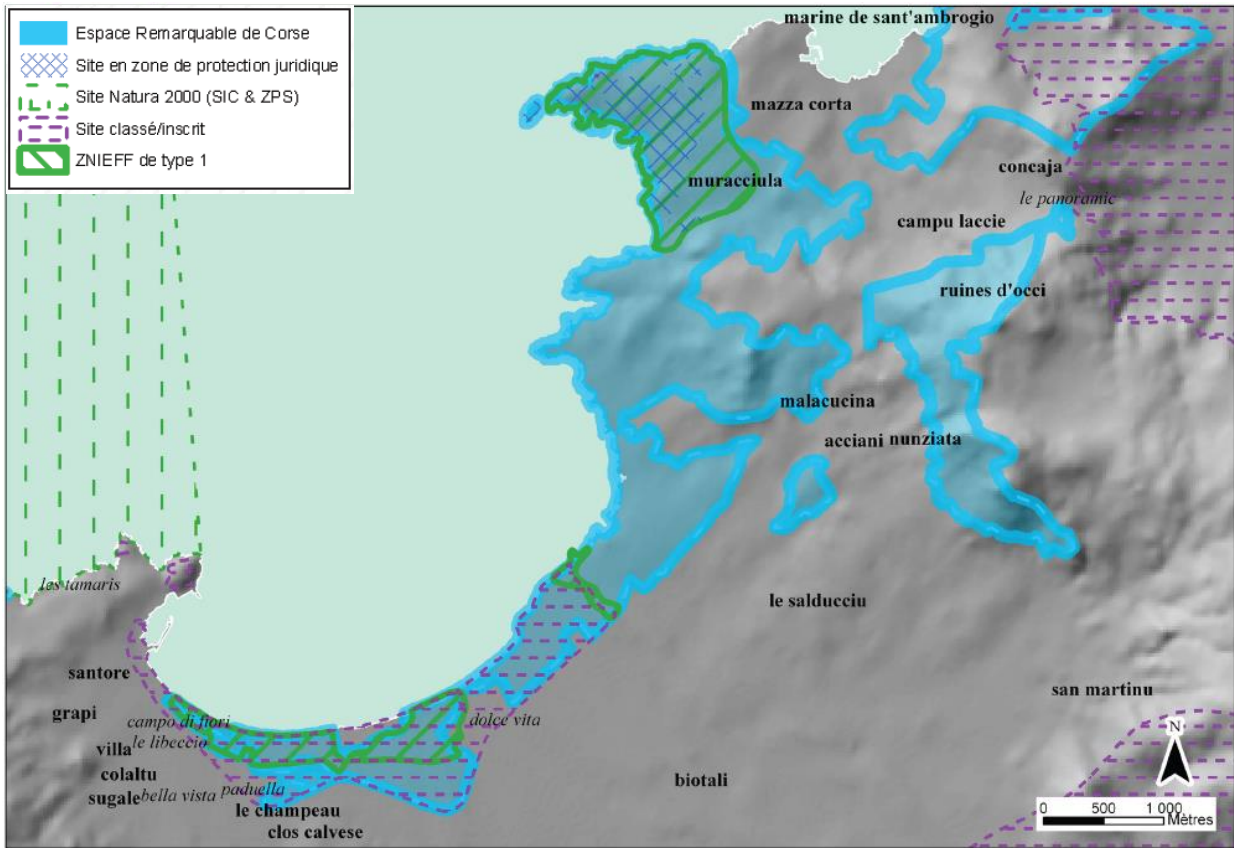 Espace Remarquable de Corse
Site en zone de protection juridique
Site Natura 2000 (SIC & ZPS)
Site classé/inscrit
ZNIEFF de type 1
marine de sant'ambrogio
mazza corta
concaja
muracciula
le panoramic
campu laccie
ruines d'occi
malacucina
acciani nunziata
les tamaris
le salducciu
santore
san martinu
grapi
campo di fiori
dolce vita
le libeccio
villa
colaltu
biotali
sugale bella vista paduella
le champeau
clos calvese
N
0 500 1 000
Mètres